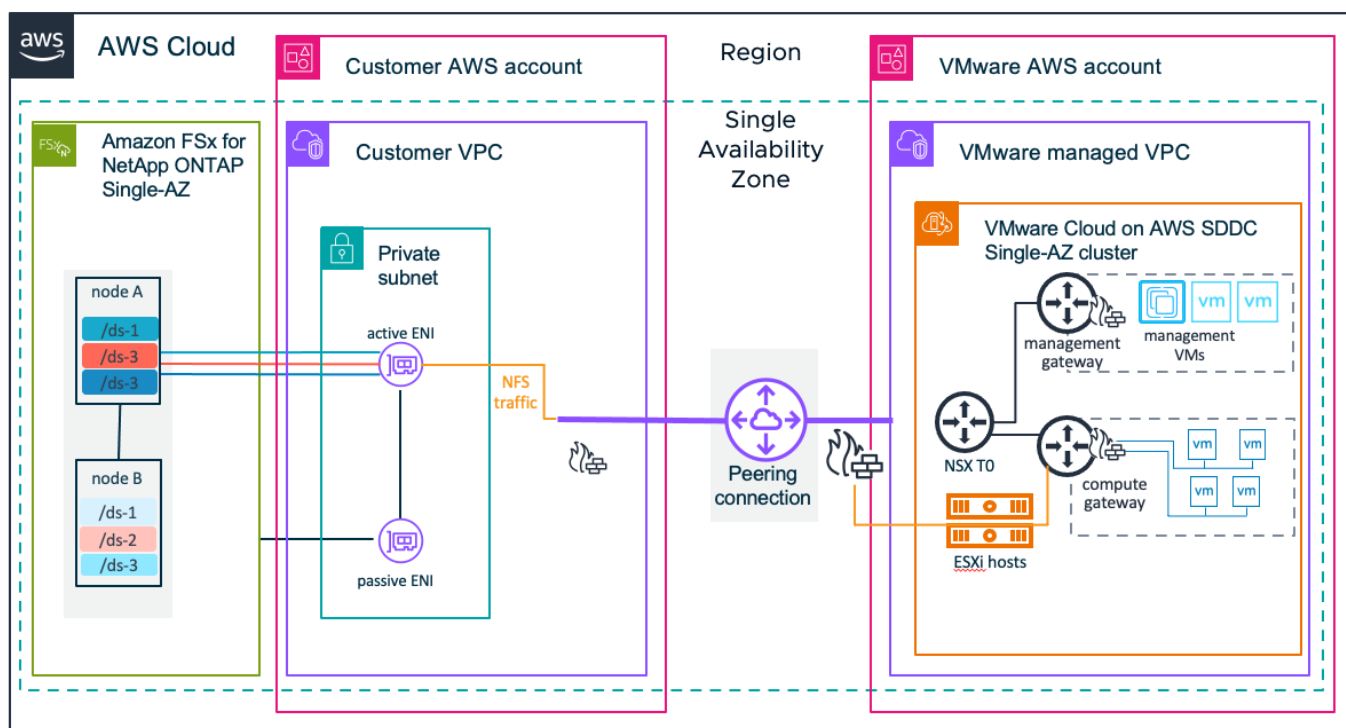 aws
AWS Cloud
Customer AWS account
Region
VMware AWS account
FSx
N
Amazon FSx for
NetApp ONTAP
Single-AZ
Customer VPC
Single
Availability
Zone
VMware managed VPC
Private
subnet
VMware Cloud on AWS SDDC
Single-AZ cluster
node A
/ds-1
/ds-3
/ds-3
active ENI
NFS
traffic
management
gateway
vm
vm
management
VMs
node B
/ds-1
/ds-2
/ds-3
passive ENI
Peering
connection
NSX T0
compute
gateway
vm
vm
vm
vm
ESXi hosts